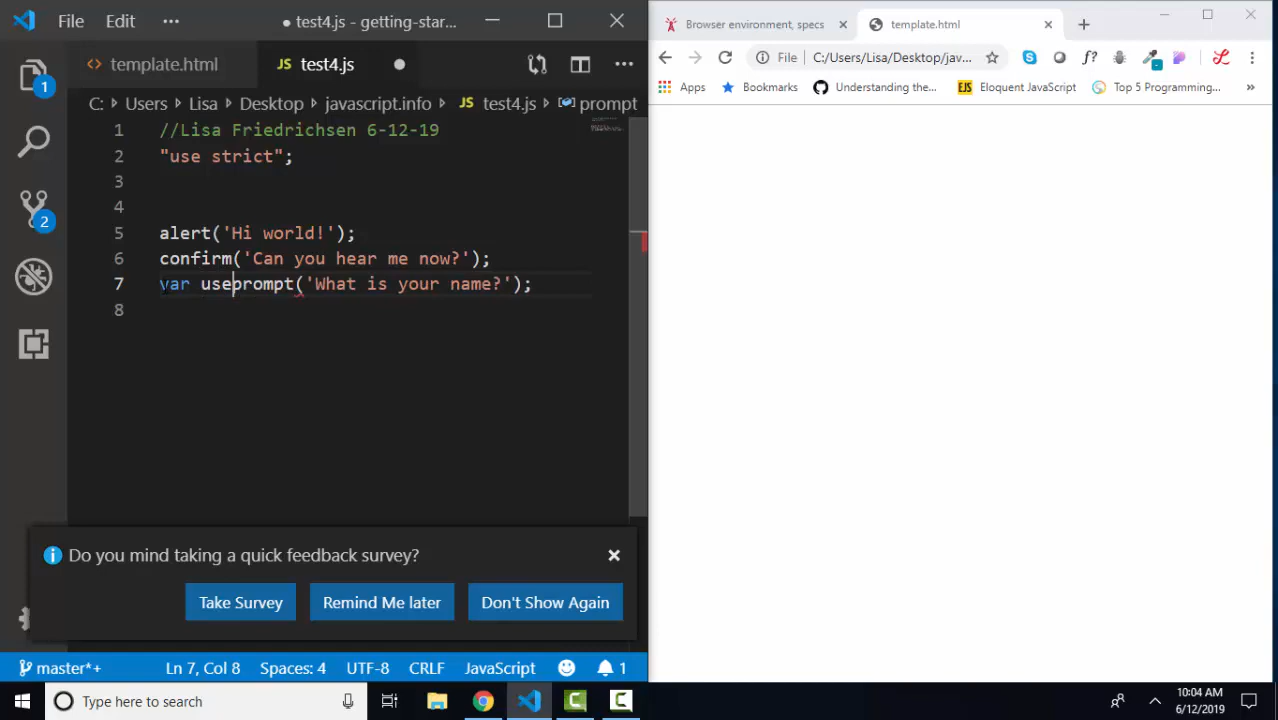 File Edit ··· ● test4.js - getting-star...
<> template.html JS test4.js ●
C: Users Lisa Desktop javascript.info JS test4.js prompt
1 //Lisa Friedrichsen 6-12-19
2 "use strict";
3
4
5 alert('Hi world!');
6 confirm('Can you hear me now?');
7 var useprompt('What is your name?');
8
1
2
Do you mind taking a quick feedback survey?
Take Survey Remind Me later Don't Show Again
master*+ Ln 7, Col 8 Spaces: 4 UTF-8 CRLF JavaScript 1
Browser environment, specs template.html
File C:/Users/Lisa/Desktop/jav... f?
Apps Bookmarks Understanding the... EJS Eloquent JavaScript Top 5 Programming... »
Type here to search
10:04 AM
6/12/2019